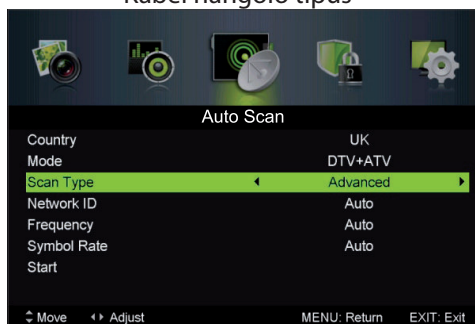 Kábel hangoló típus
Auto Scan
Country UK
Mode DTV+ATV
Scan Type Advanced
Network ID Auto
Frequency Auto
Symbol Rate Auto
Start
Move Adjust MENU: Return EXIT: Exit